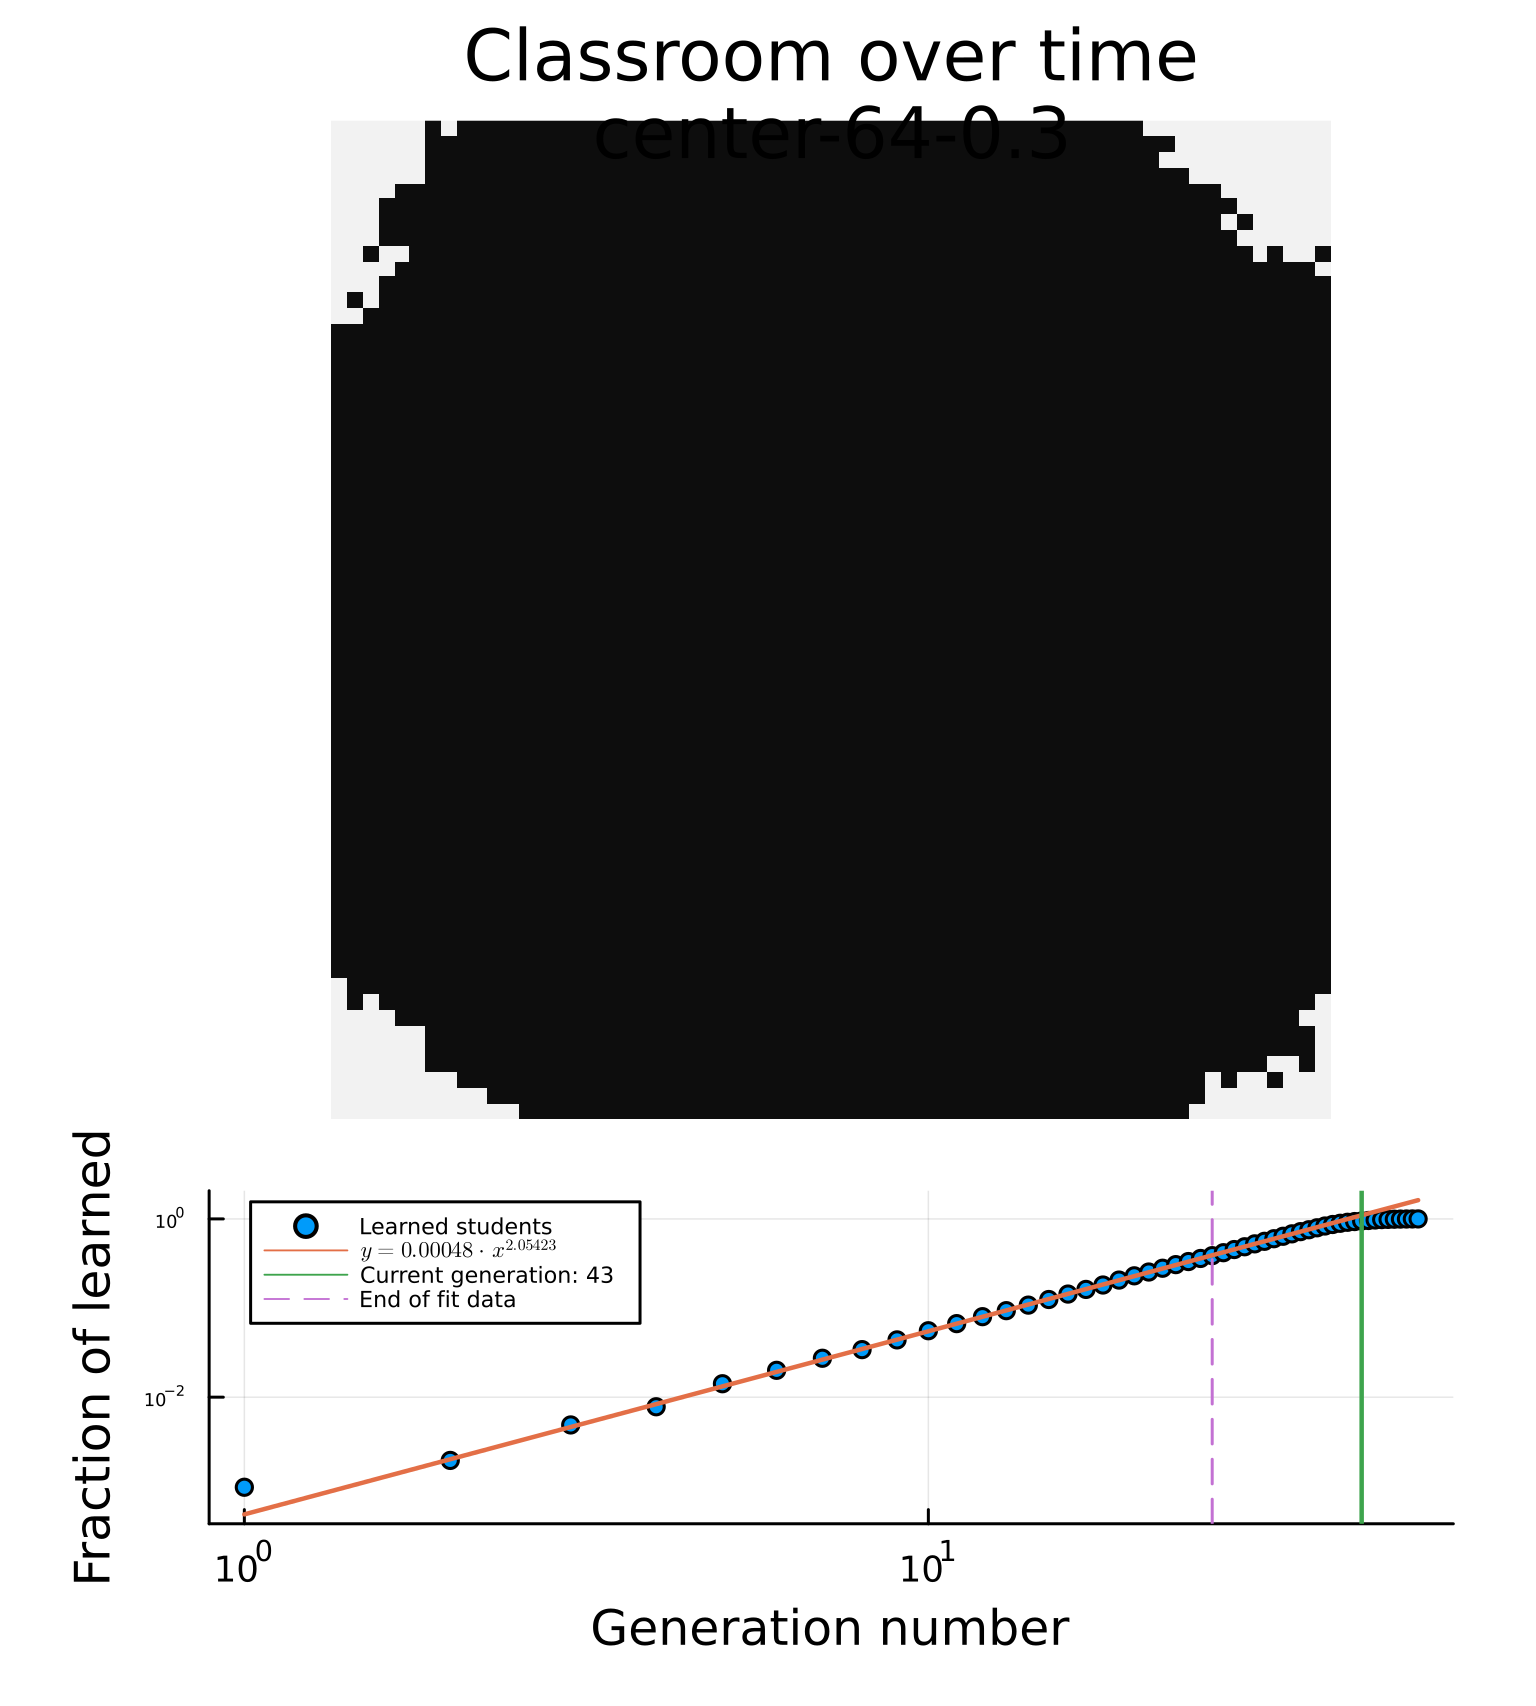 Classroom over time
center-64-0.3
Learned students
y = 0.00048 · x^2.05423
Current generation: 43
End of fit data
10^0
10^-2
Fraction of learned
10^0 10^1
Generation number